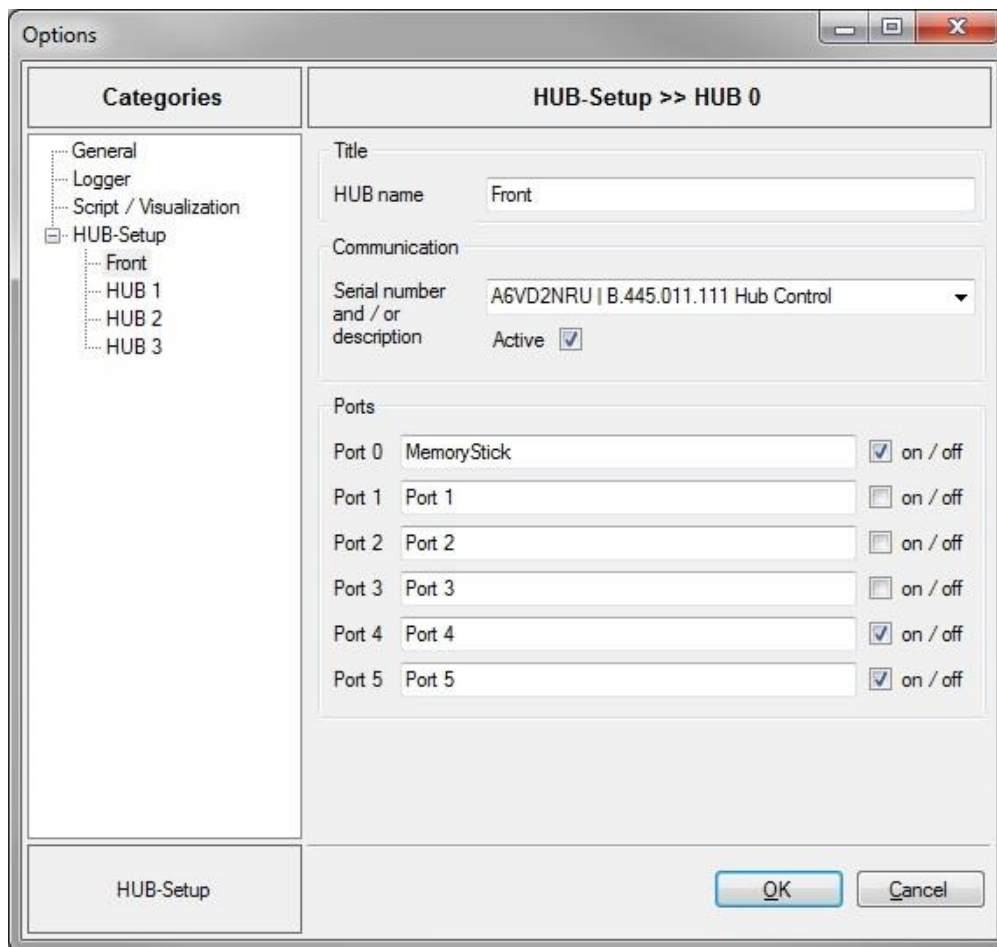 Options
Categories
HUB-Setup >> HUB 0
General
Logger
Script / Visualization
HUB-Setup
Front
HUB 1
HUB 2
HUB 3
Title
HUB name Front
Communication
Serial number
and / or
description
A6VD2NRU | B.445.011.111 Hub Control
Active
Ports
Port 0 MemoryStick on / off
Port 1 Port 1 on / off
Port 2 Port 2 on / off
Port 3 Port 3 on / off
Port 4 Port 4 on / off
Port 5 Port 5 on / off
HUB-Setup
OK Cancel